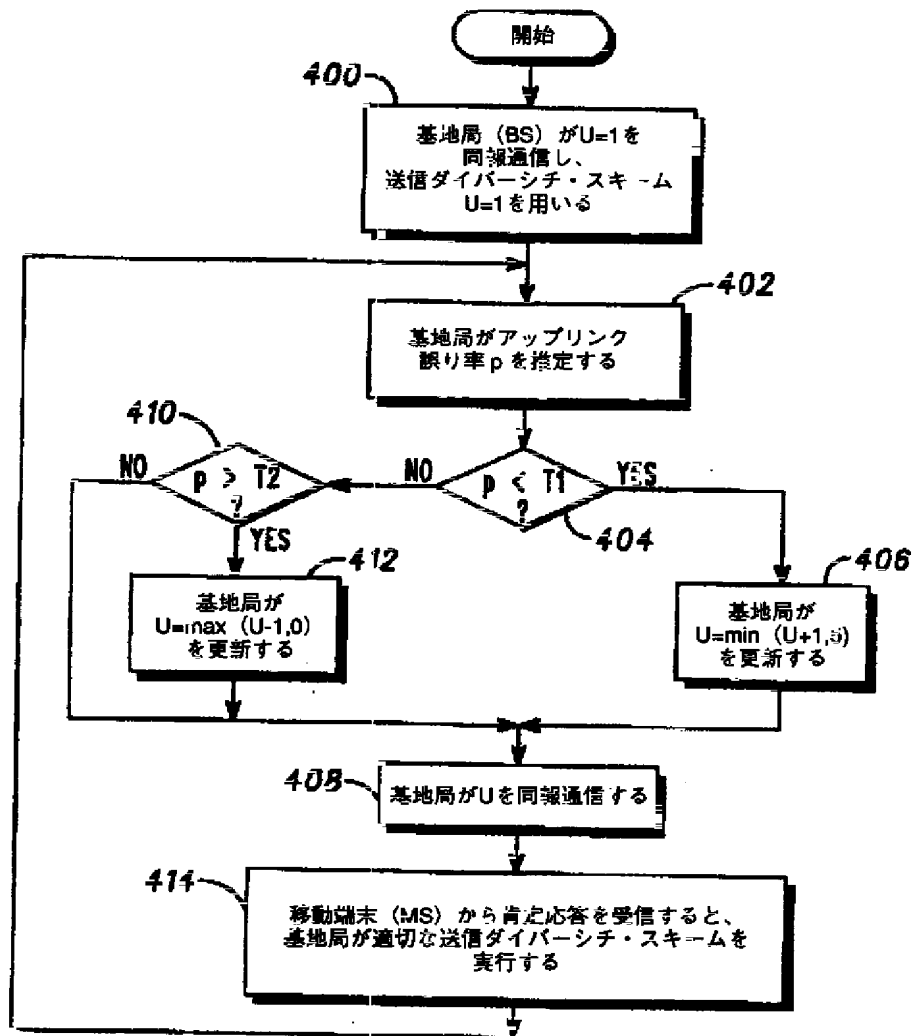 開始
400
基地局（BS）がU=1を
同報通信し、
送信ダイバーシチ・スキーム
U=1を用いる
402
基地局がアップリンク
誤り率pを推定する
410
NO
p > T2
?
YES
NO
p < T1
?
YES
404
412
基地局が
U=max（U-1,0）
を更新する
406
基地局が
U=min（U+1,5）
を更新する
408
基地局がUを同報通信する
414
移動端末（MS）から肯定応答を受信すると、
基地局が適切な送信ダイバーシチ・スキームを
実行する